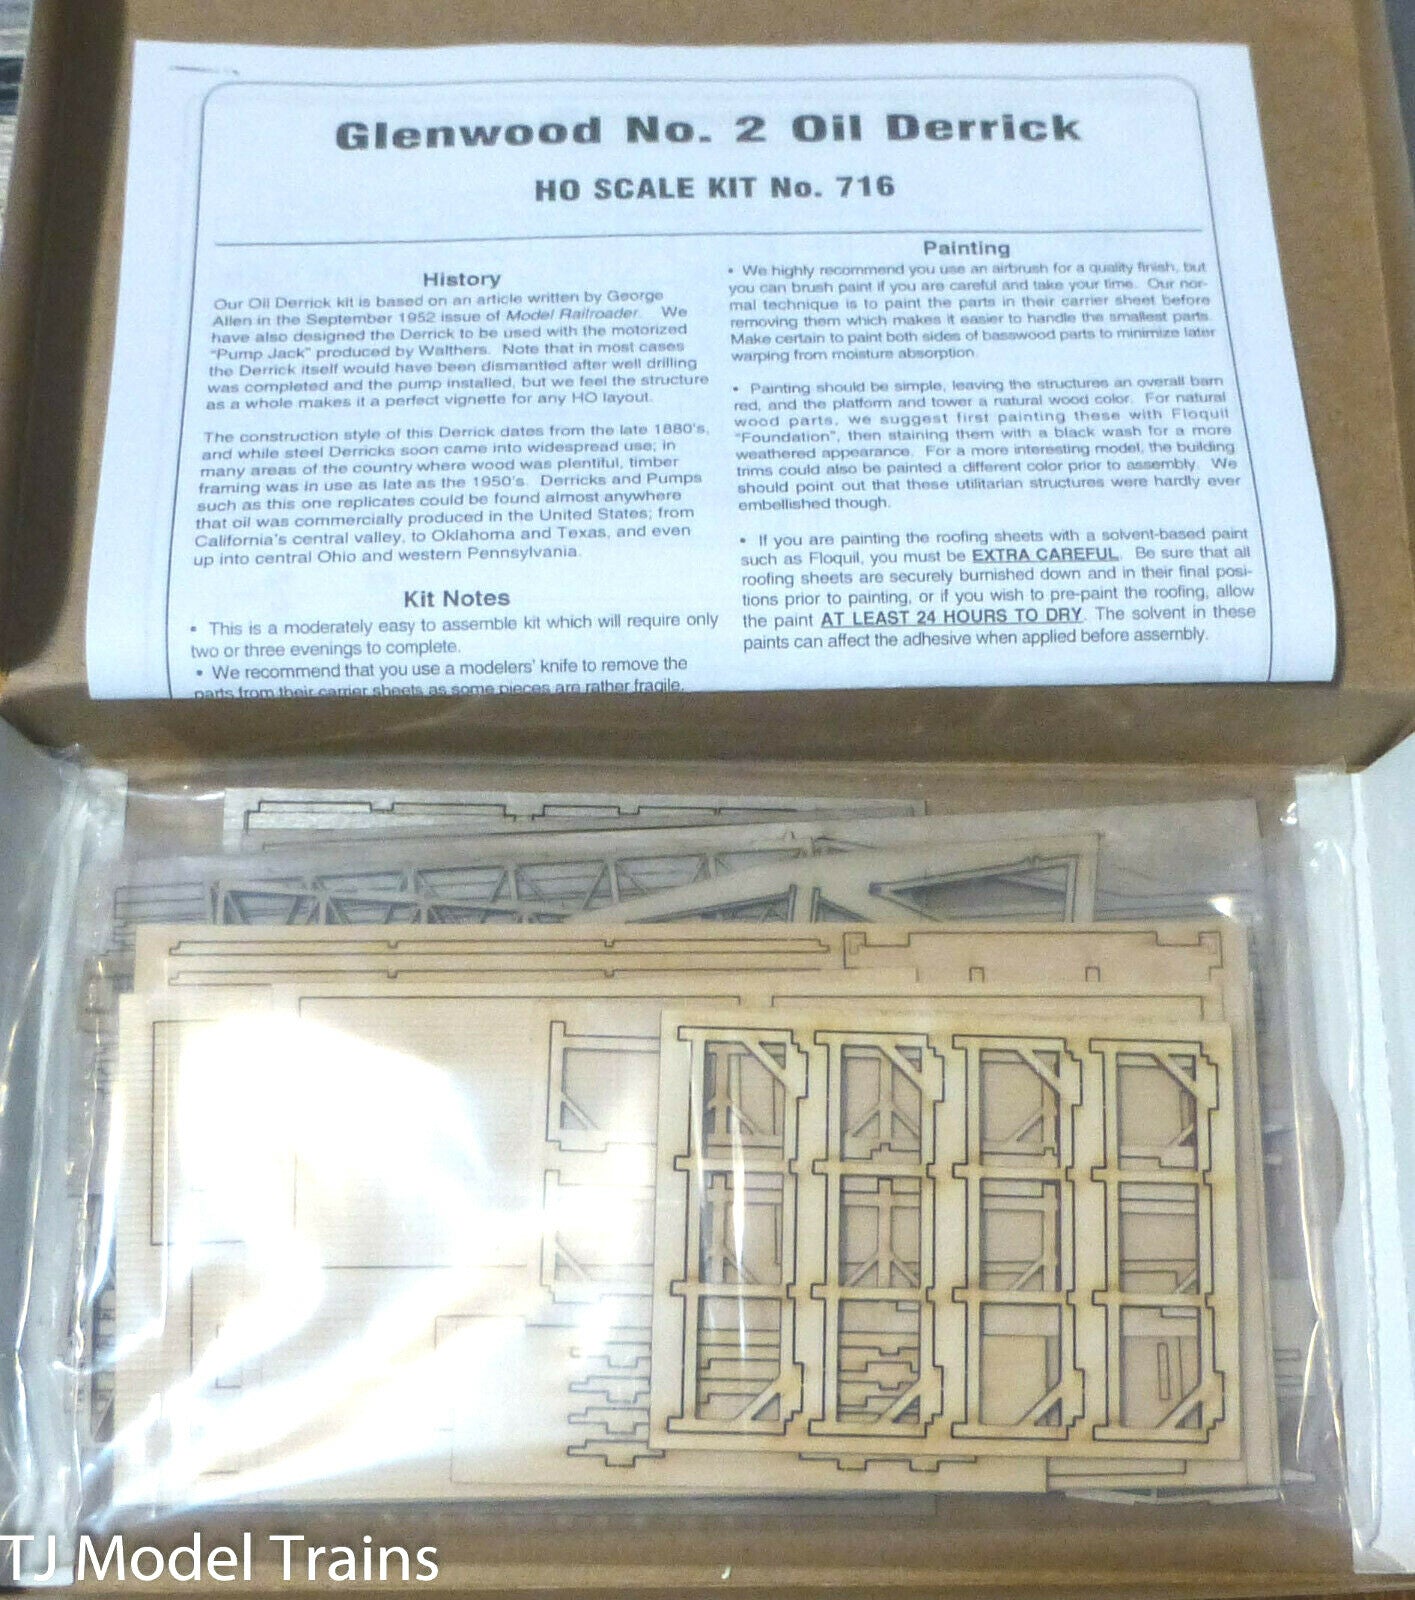 Glenwood No. 2 Oil Derrick
HO SCALE KIT No. 716
History
Our Oil Derrick kit is based on an article written by George
Allen in the September 1952 issue of Model Railroader. We
have also designed the Derrick to be used with the motorized
"Pump Jack" produced by Walthers. Note that in most cases
the Derrick itself would have been dismantled after well drilling
was completed and the pump installed, but we feel the structure
as a whole makes it a perfect vignette for any HO layout.
The construction style of this Derrick dates from the late 1880's,
and while steel Derricks soon came into widespread use; in
many areas of the country where wood was plentiful, timber
framing was in use as late as the 1950's. Derricks and Pumps
such as this one replicates could be found almost anywhere
that oil was commercially produced in the United States; from
California's central valley, to Oklahoma and Texas, and even
up into central Ohio and western Pennsylvania.
Kit Notes
• This is a moderately easy to assemble kit which will require only
two or three evenings to complete.
• We recommend that you use a modelers' knife to remove the
parts from their carrier sheets as some pieces are rather fragile.
Painting
• We highly recommend you use an airbrush for a quality finish, but
you can brush paint if you are careful and take your time. Our nor-
mal technique is to paint the parts in their carrier sheet before
removing them which makes it easier to handle the smallest parts.
Make certain to paint both sides of basswood parts to minimize later
warping from moisture absorption.
• Painting should be simple, leaving the structures an overall barn
red, and the platform and tower a natural wood color. For natural
wood parts, we suggest first painting these with Floquil
"Foundation", then staining them with a black wash for a more
weathered appearance. For a more interesting model, the building
trims could also be painted a different color prior to assembly. We
should point out that these utilitarian structures were hardly ever
embellished though.
• If you are painting the roofing sheets with a solvent-based paint
such as Floquil, you must be EXTRA CAREFUL. Be sure that all
roofing sheets are securely burnished down and in their final posi-
tions prior to painting, or if you wish to pre-paint the roofing, allow
the paint AT LEAST 24 HOURS TO DRY. The solvent in these
paints can affect the adhesive when applied before assembly.
TJ Model Trains